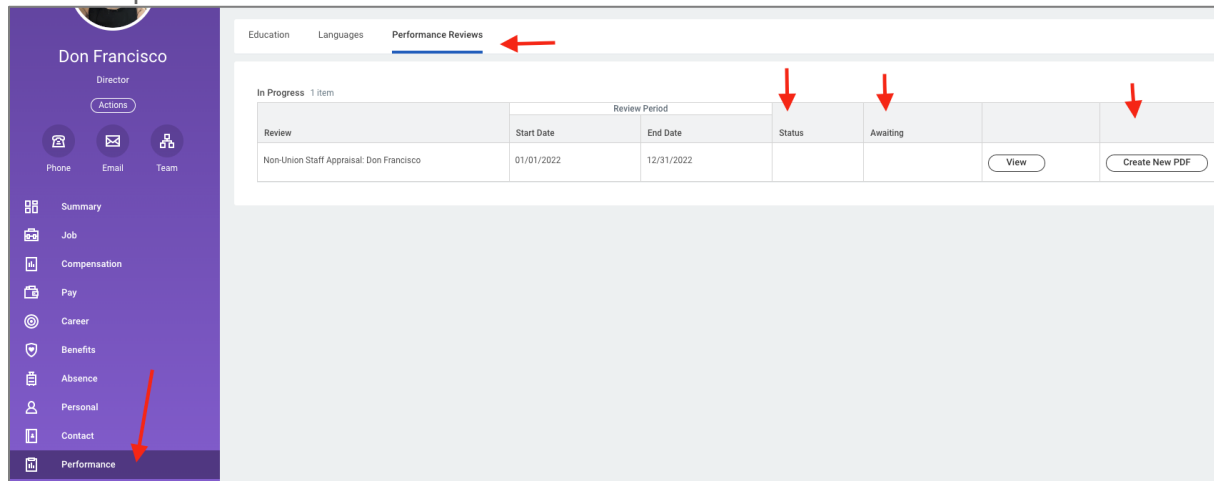 Don Francisco
Director
Actions
Phone Email Team
Summary
Job
Compensation
Pay
Career
Benefits
Absence
Personal
Contact
Performance
Education Languages Performance Reviews
In Progress 1 item
Review Period
Review Start Date End Date Status Awaiting
Non-Union Staff Appraisal: Don Francisco 01/01/2022 12/31/2022 View Create New PDF